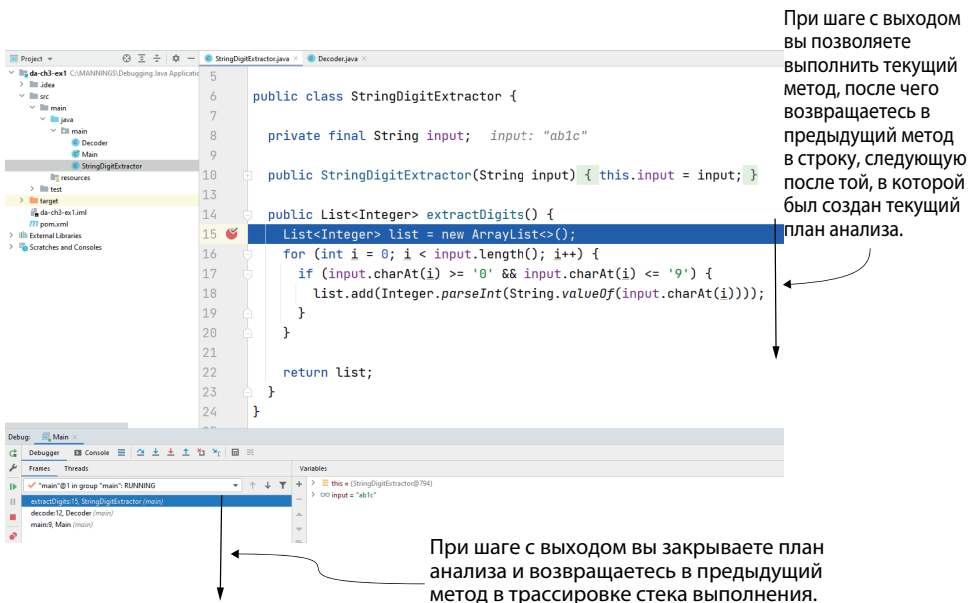 При шаге с выходом
вы позволяете
выполнить текущий
метод, после чего
возвращаетесь в
предыдущий метод
в строку, следующую
после той, в которой
был создан текущий
план анализа.
Project
StringDigitExtractor.java
Decoder.java
da-ch3-ex1 C:\MANNINGS\Debugging Java Applicatio
.idea
src
main
java
main
Decoder
Main
StringDigitExtractor
resources
test
target
da-ch3-ex1.iml
pom.xml
External Libraries
Scratches and Consoles
5
6 public class StringDigitExtractor {
7
8 private final String input; input: "ab1c"
9
10 public StringDigitExtractor(String input) { this.input = input; }
13
14 public List<Integer> extractDigits() {
15 List<Integer> list = new ArrayList<>();
16 for (int i = 0; i < input.length(); i++) {
17 if (input.charAt(i) >= '0' && input.charAt(i) <= '9') {
18 list.add(Integer.parseInt(String.valueOf(input.charAt(i))));
19 }
20 }
21
22 return list;
23 }
24 }
Debug: Main
Debugger Console
Frames Threads
Variables
"main"@1 in group "main": RUNNING
extractDigits:15, StringDigitExtractor (main)
decode:12, Decoder (main)
main:9, Main (main)
this = {StringDigitExtractor@794}
input = "ab1c"
При шаге с выходом вы закрываете план
анализа и возвращаетесь в предыдущий
метод в трассировке стека выполнения.